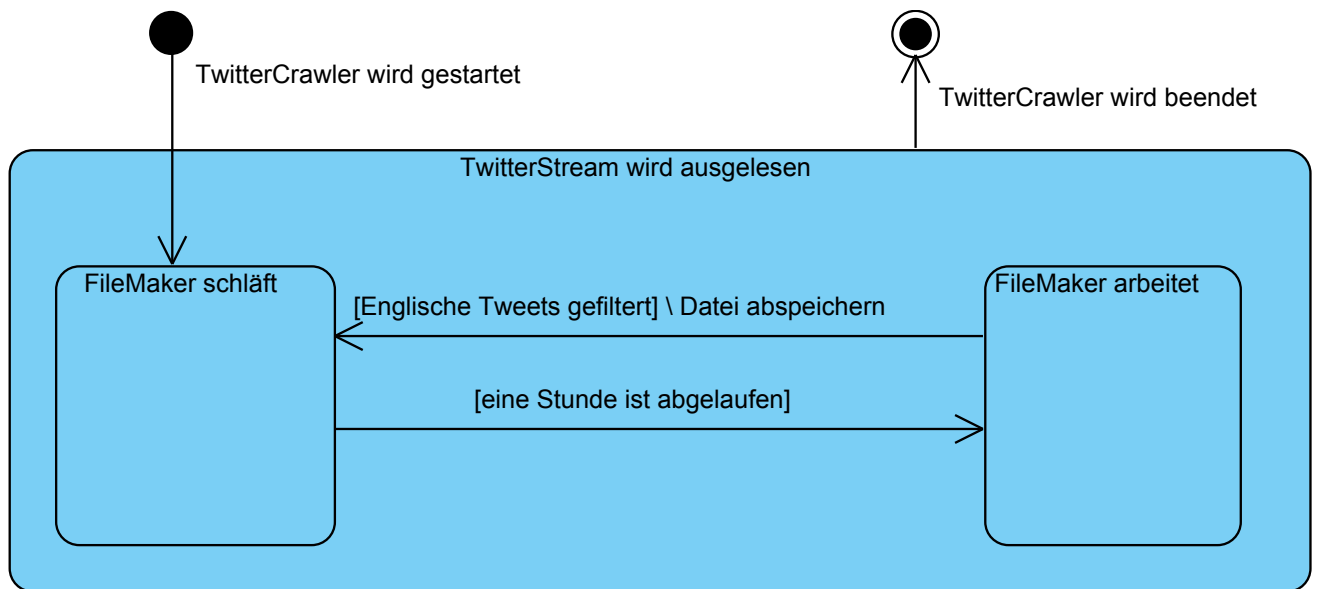 TwitterCrawler wird gestartet
TwitterCrawler wird beendet
TwitterStream wird ausgelesen
FileMaker schläft
FileMaker arbeitet
[Englische Tweets gefiltert] \ Datei abspeichern
[eine Stunde ist abgelaufen]